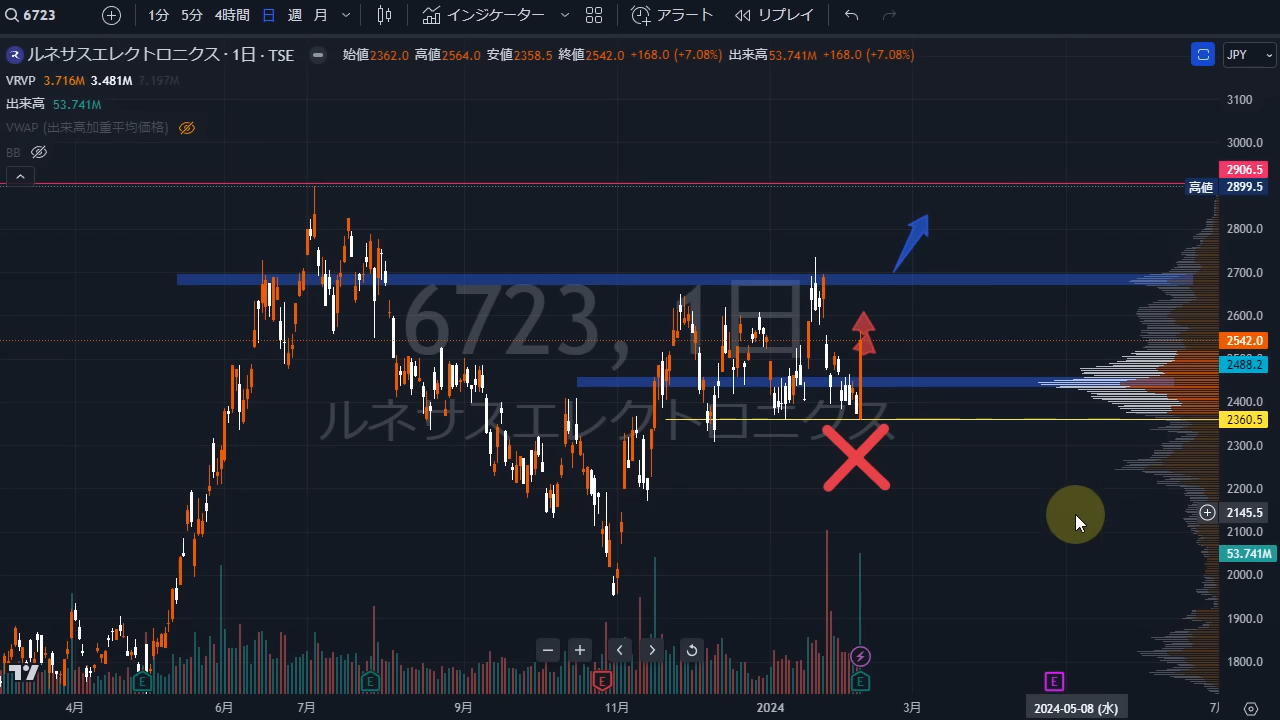 6723 1分 5分 4時間 日 週 月 インジケーター アラート リプレイ
ルネサスエレクトロニクス · 1日 · TSE 始値2362.0 高値2564.0 安値2358.5 終値2542.0 +168.0 (+7.08%) 出来高53.741M +168.0 (+7.08%) JPY
VRVP 3.716M 3.481M 7.197M
出来高 53.741M
VWAP (出来高加重平均価格)
BB
3100
3000.0
2906.5
高値 2899.5
2800.0
2700.0
2600.0
2542.0
2488.2
2400.0
2360.5
2300.0
2200.0
2145.5
2100.0
53.741M
2000.0
1900.0
1800.0
6723, 1日
ルネサスエレクトロニクス
E E E E E
4月 6月 7月 9月 11月 2024 3月 2024-05-08 (水) 7月